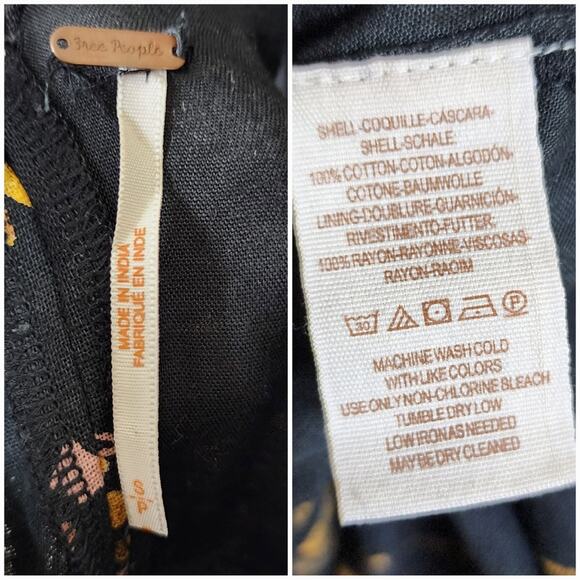 Free People
MADE IN INDIA
FABRIQUE EN INDE
S/P
SHELL-COQUILLE-CÁSCARA-
SHELL-SCHALE
100% COTTON-COTON-ALGODÓN-
COTONE-BAUMWOLLE
LINING-DOUBLURE-GUARNICIÓN-
RIVESTIMENTO-FUTTER
100% RAYON-RAYONNE-VISCOSAS-
RAYON-RAOIM
30
P
MACHINE WASH COLD
WITH LIKE COLORS
USE ONLY NON-CHLORINE BLEACH
TUMBLE DRY LOW
LOW IRON AS NEEDED
MAY BE DRY CLEANED